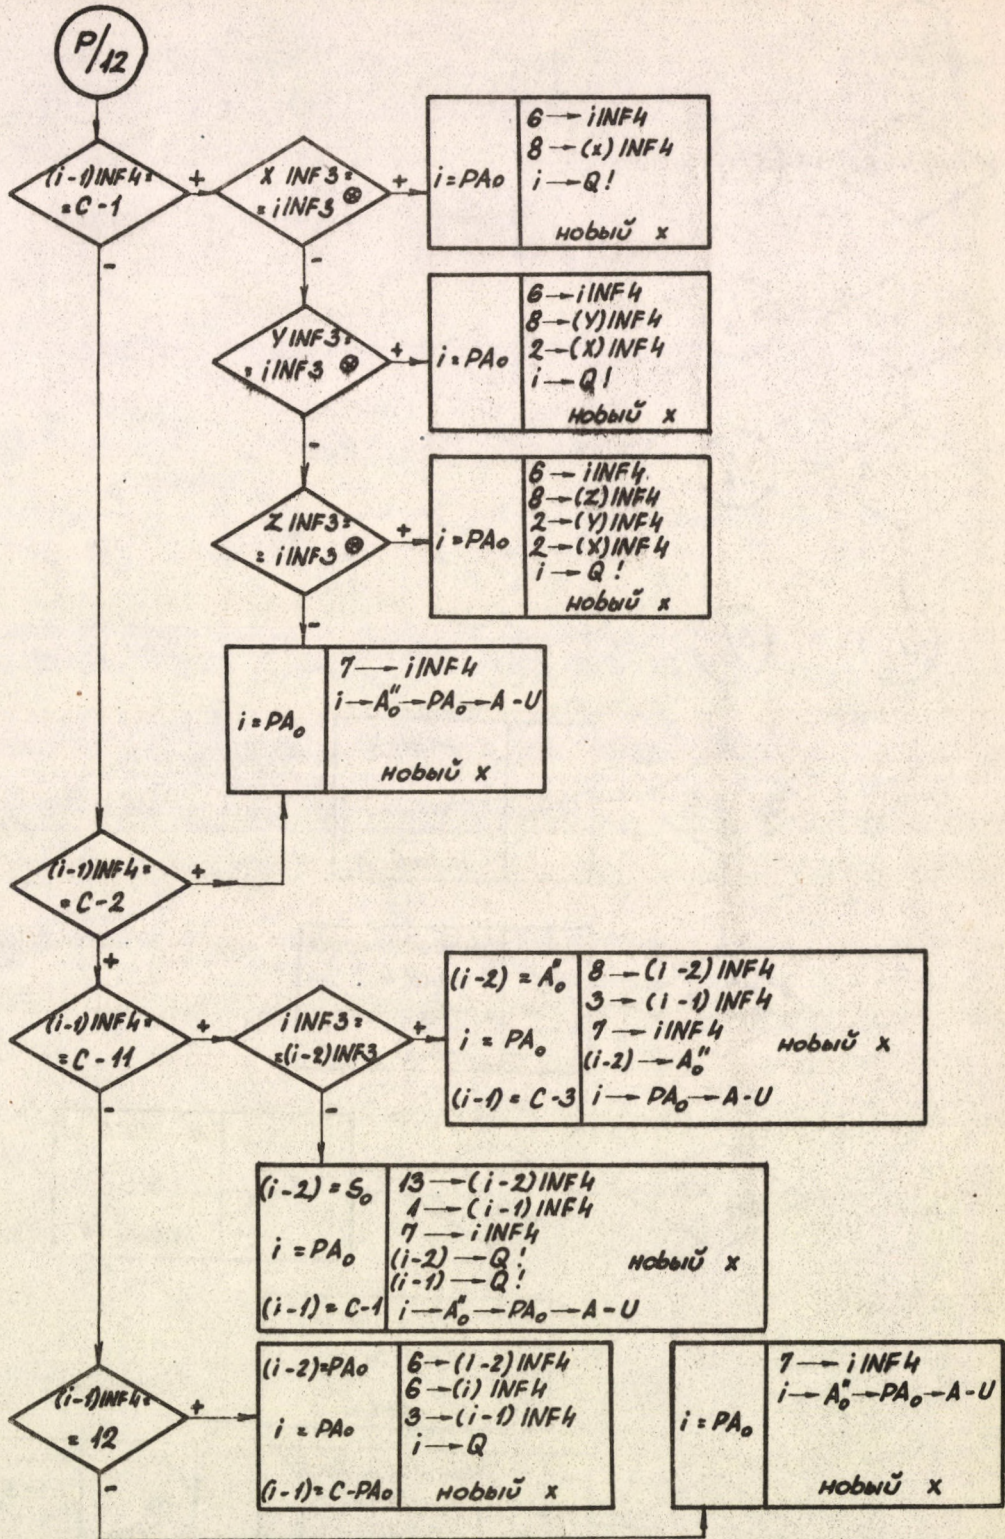 P/12
(i-1)INF4=
= C-1
+
X INF3=
= iINF3 ⊗
+
i = PA₀
6 → iINF4
8 → (x)INF4
i → Q!
новый x
-
-
Y INF3=
= iINF3 ⊗
+
i = PA₀
6 → iINF4
8 → (Y)INF4
2 → (X)INF4
i → Q!
новый x
-
Z INF3=
= iINF3 ⊗
+
i = PA₀
6 → iINF4
8 → (Z)INF4
2 → (Y)INF4
2 → (X)INF4
i → Q!
новый x
-
i = PA₀
7 → iINF4
i → A₀" → PA₀ → A-U
новый x
(i-1)INF4=
= C-2
+
+
(i-1)INF4=
= C-11
+
iINF3=
=(i-2)INF3
+
(i-2) = A₀"
i = PA₀
(i-1) = C-3
8 → (i-2)INF4
3 → (i-1)INF4
7 → iINF4
новый x
(i-2) → A₀"
i → PA₀ → A-U
-
-
(i-2) = S₀
i = PA₀
(i-1) = C-1
13 → (i-2)INF4
1 → (i-1)INF4
7 → iINF4
(i-2) → Q!
новый x
(i-1) → Q!
i → A₀" → PA₀ → A-U
(i-1)INF4=
= 12
+
(i-2)=PA₀
i = PA₀
(i-1) = C-PA₀
6 → (i-2)INF4
6 → (i)INF4
3 → (i-1)INF4
i → Q
новый x
i = PA₀
7 → iINF4
i → A₀" → PA₀ → A-U
новый x
-